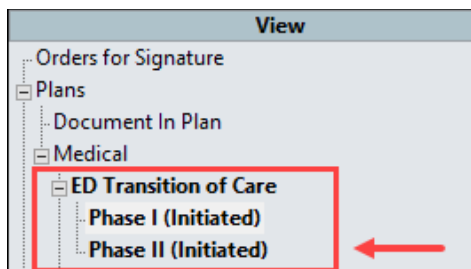 View
Orders for Signature
Plans
Document In Plan
Medical
ED Transition of Care
Phase I (Initiated)
Phase II (Initiated)